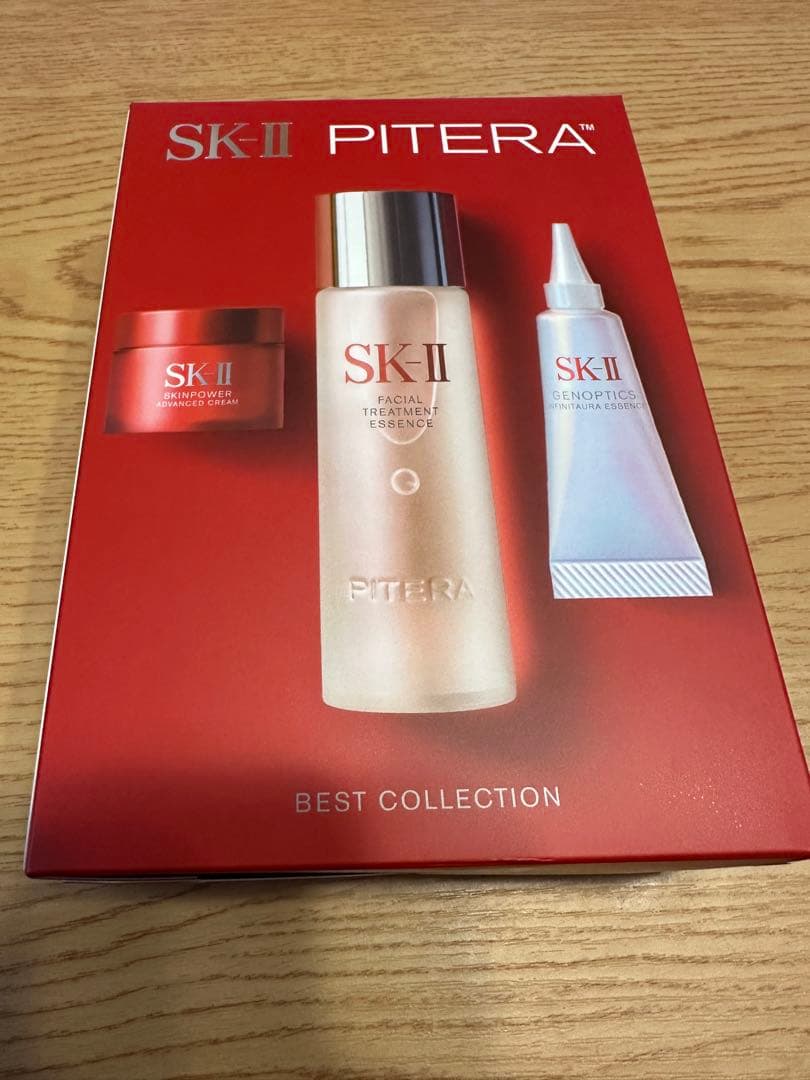 SK-II PITERA™
SK-II
SKINPOWER
ADVANCED CREAM
SK-II
FACIAL
TREATMENT
ESSENCE
PITERA
SK-II
GENOPTICS
INFINITAURA ESSENCE
BEST COLLECTION